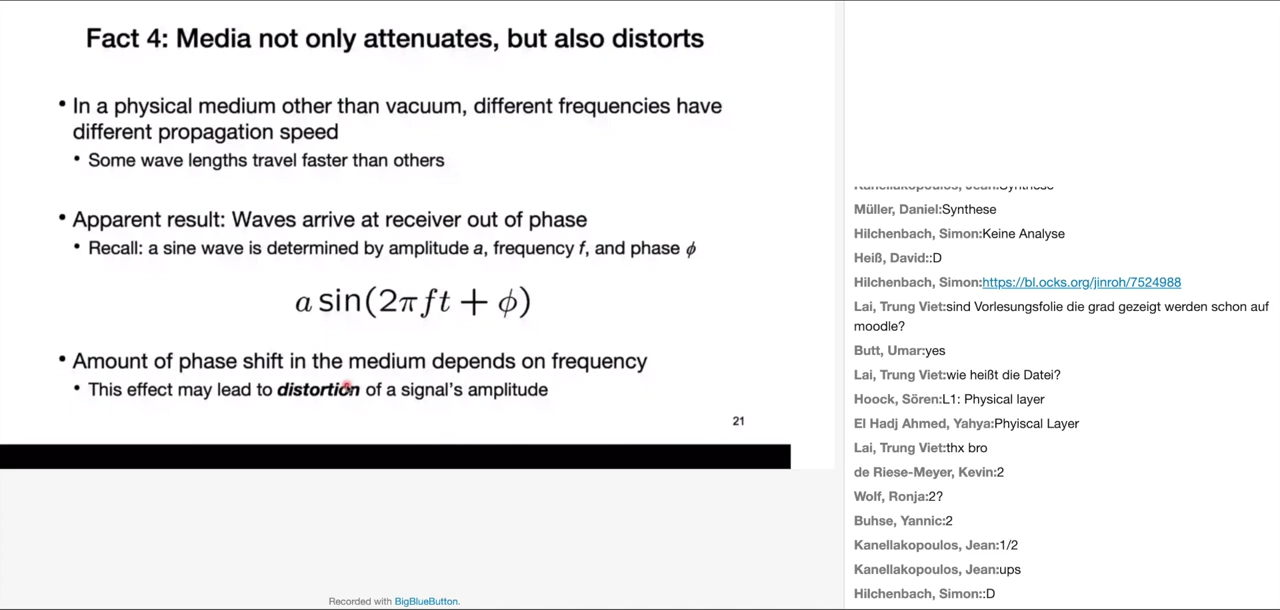 Fact 4: Media not only attenuates, but also distorts
• In a physical medium other than vacuum, different frequencies have
different propagation speed
• Some wave lengths travel faster than others
• Apparent result: Waves arrive at receiver out of phase
• Recall: a sine wave is determined by amplitude a, frequency f, and phase ϕ
a sin(2πft + ϕ)
• Amount of phase shift in the medium depends on frequency
• This effect may lead to distortion of a signal's amplitude
21
Recorded with BigBlueButton.
Kanellakopoulos, Jean:Synthese
Müller, Daniel:Synthese
Hilchenbach, Simon:Keine Analyse
Heiß, David::D
Hilchenbach, Simon:https://bl.ocks.org/jinroh/7524988
Lai, Trung Viet:sind Vorlesungsfolie die grad gezeigt werden schon auf
moodle?
Butt, Umar:yes
Lai, Trung Viet:wie heißt die Datei?
Hoock, Sören:L1: Physical layer
El Hadj Ahmed, Yahya:Phyiscal Layer
Lai, Trung Viet:thx bro
de Riese-Meyer, Kevin:2
Wolf, Ronja:2?
Buhse, Yannic:2
Kanellakopoulos, Jean:1/2
Kanellakopoulos, Jean:ups
Hilchenbach, Simon::D